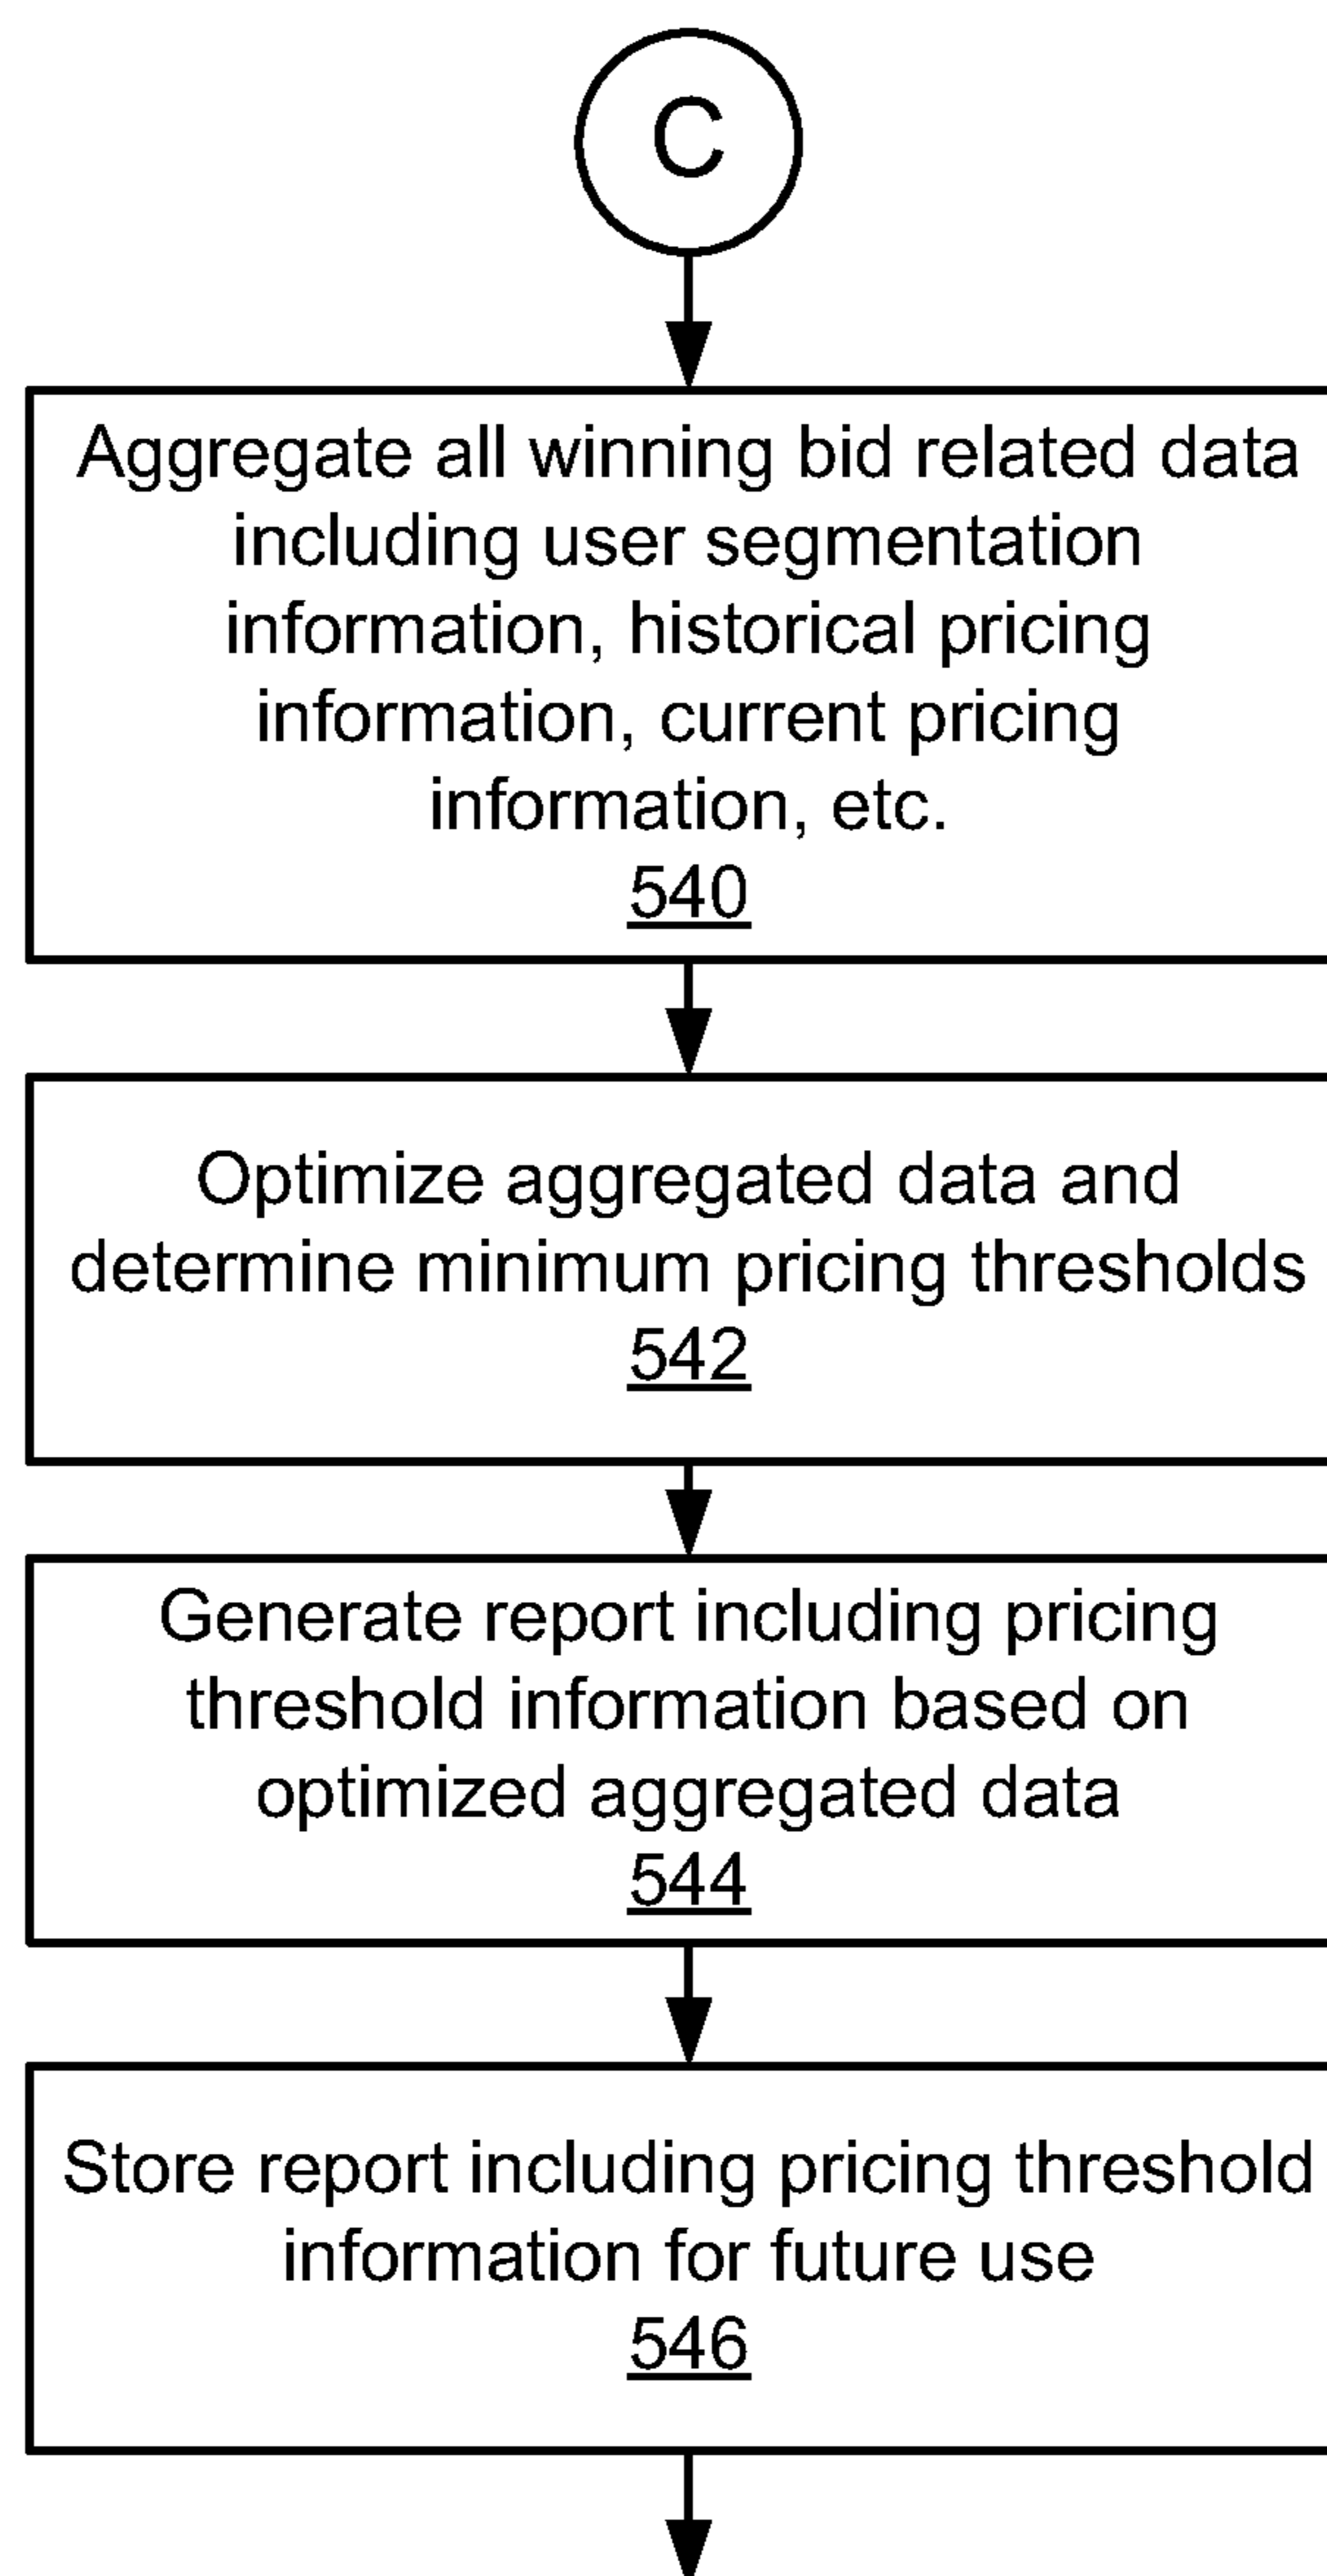 C
Aggregate all winning bid related data
including user segmentation
information, historical pricing
information, current pricing
information, etc.
540
Optimize aggregated data and
determine minimum pricing thresholds
542
Generate report including pricing
threshold information based on
optimized aggregated data
544
Store report including pricing threshold
information for future use
546